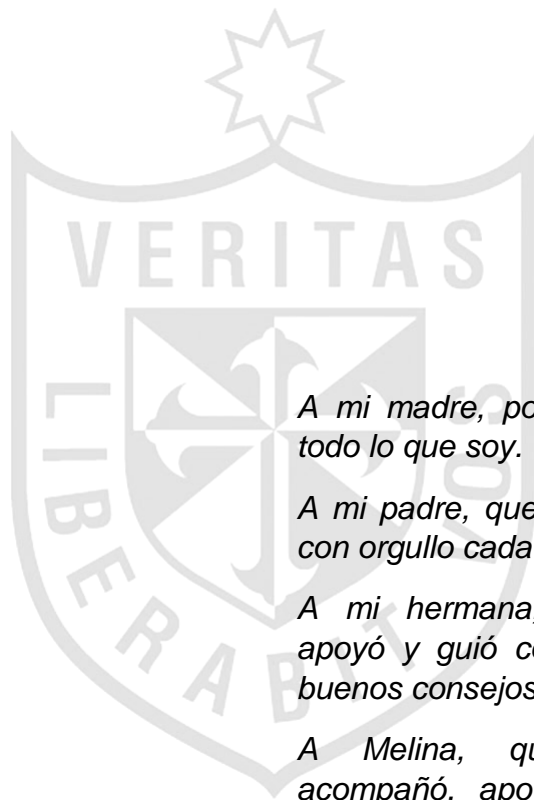 VERITAS
LIBERABIT VOS
A mi madre, po
todo lo que soy.
A mi padre, que
con orgullo cada
A mi hermana,
apoyó y guió c
buenos consejos
A Melina, qu
acompañó, apo